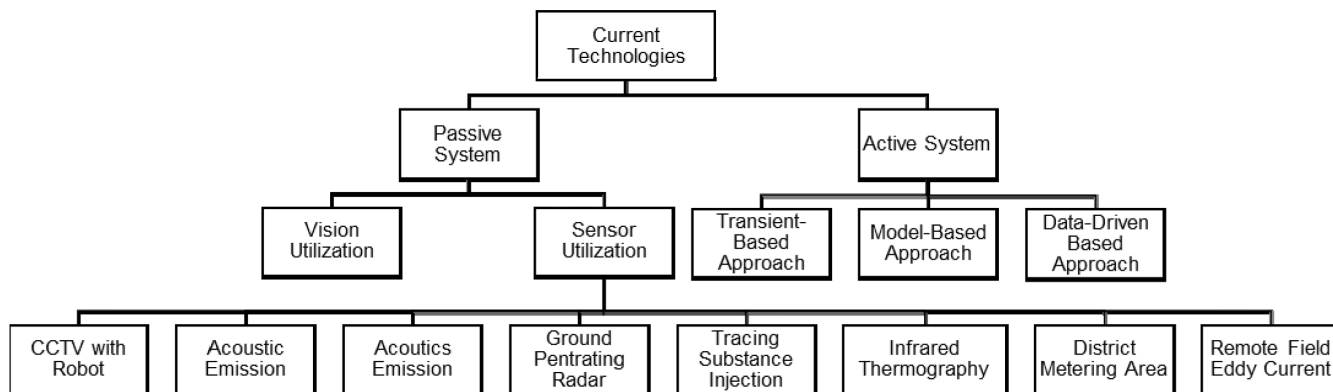 Current
Technologies
Passive
System
Active System
Vision
Utilization
Sensor
Utilization
Transient-
Based
Approach
Model-Based
Approach
Data-Driven
Based
Approach
CCTV with
Robot
Acoustic
Emission
Acoutics
Emission
Ground
Pentrating
Radar
Tracing
Substance
Injection
Infrared
Thermography
District
Metering Area
Remote Field
Eddy Current